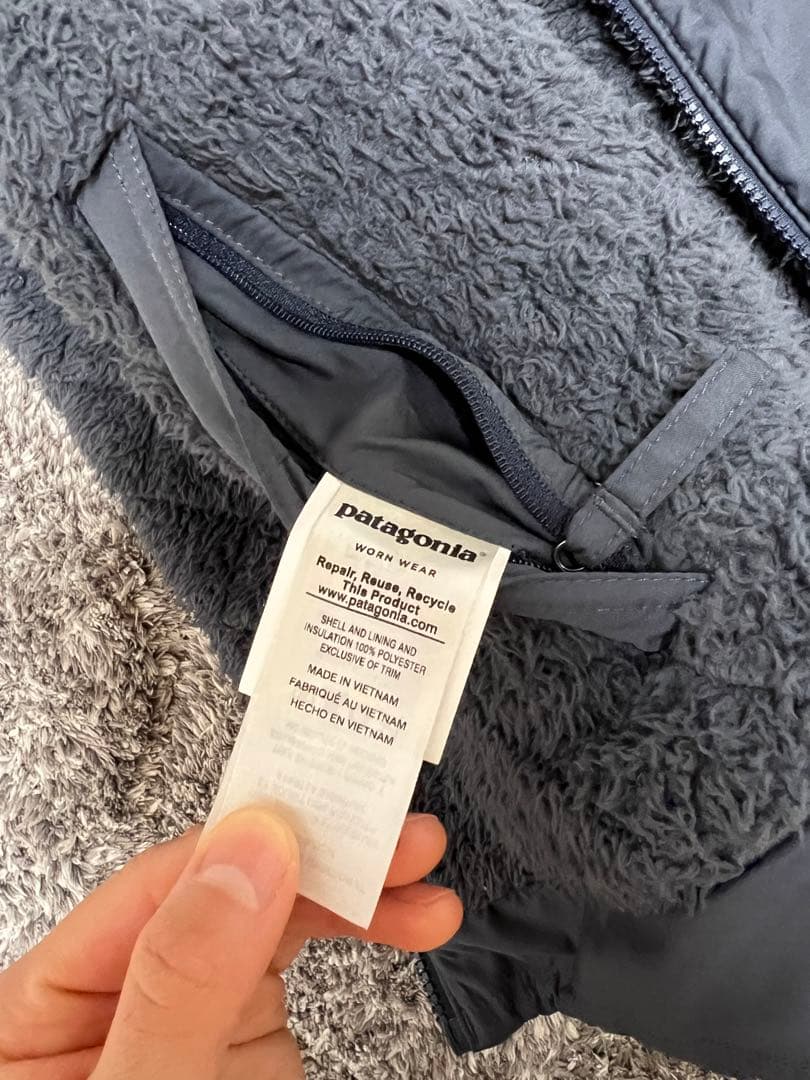 patagonia®
WORN WEAR
Repair, Reuse, Recycle
This Product
www.patagonia.com
SHELL AND LINING AND
INSULATION 100% POLYESTER
EXCLUSIVE OF TRIM
MADE IN VIETNAM
FABRIQUÉ AU VIETNAM
HECHO EN VIETNAM